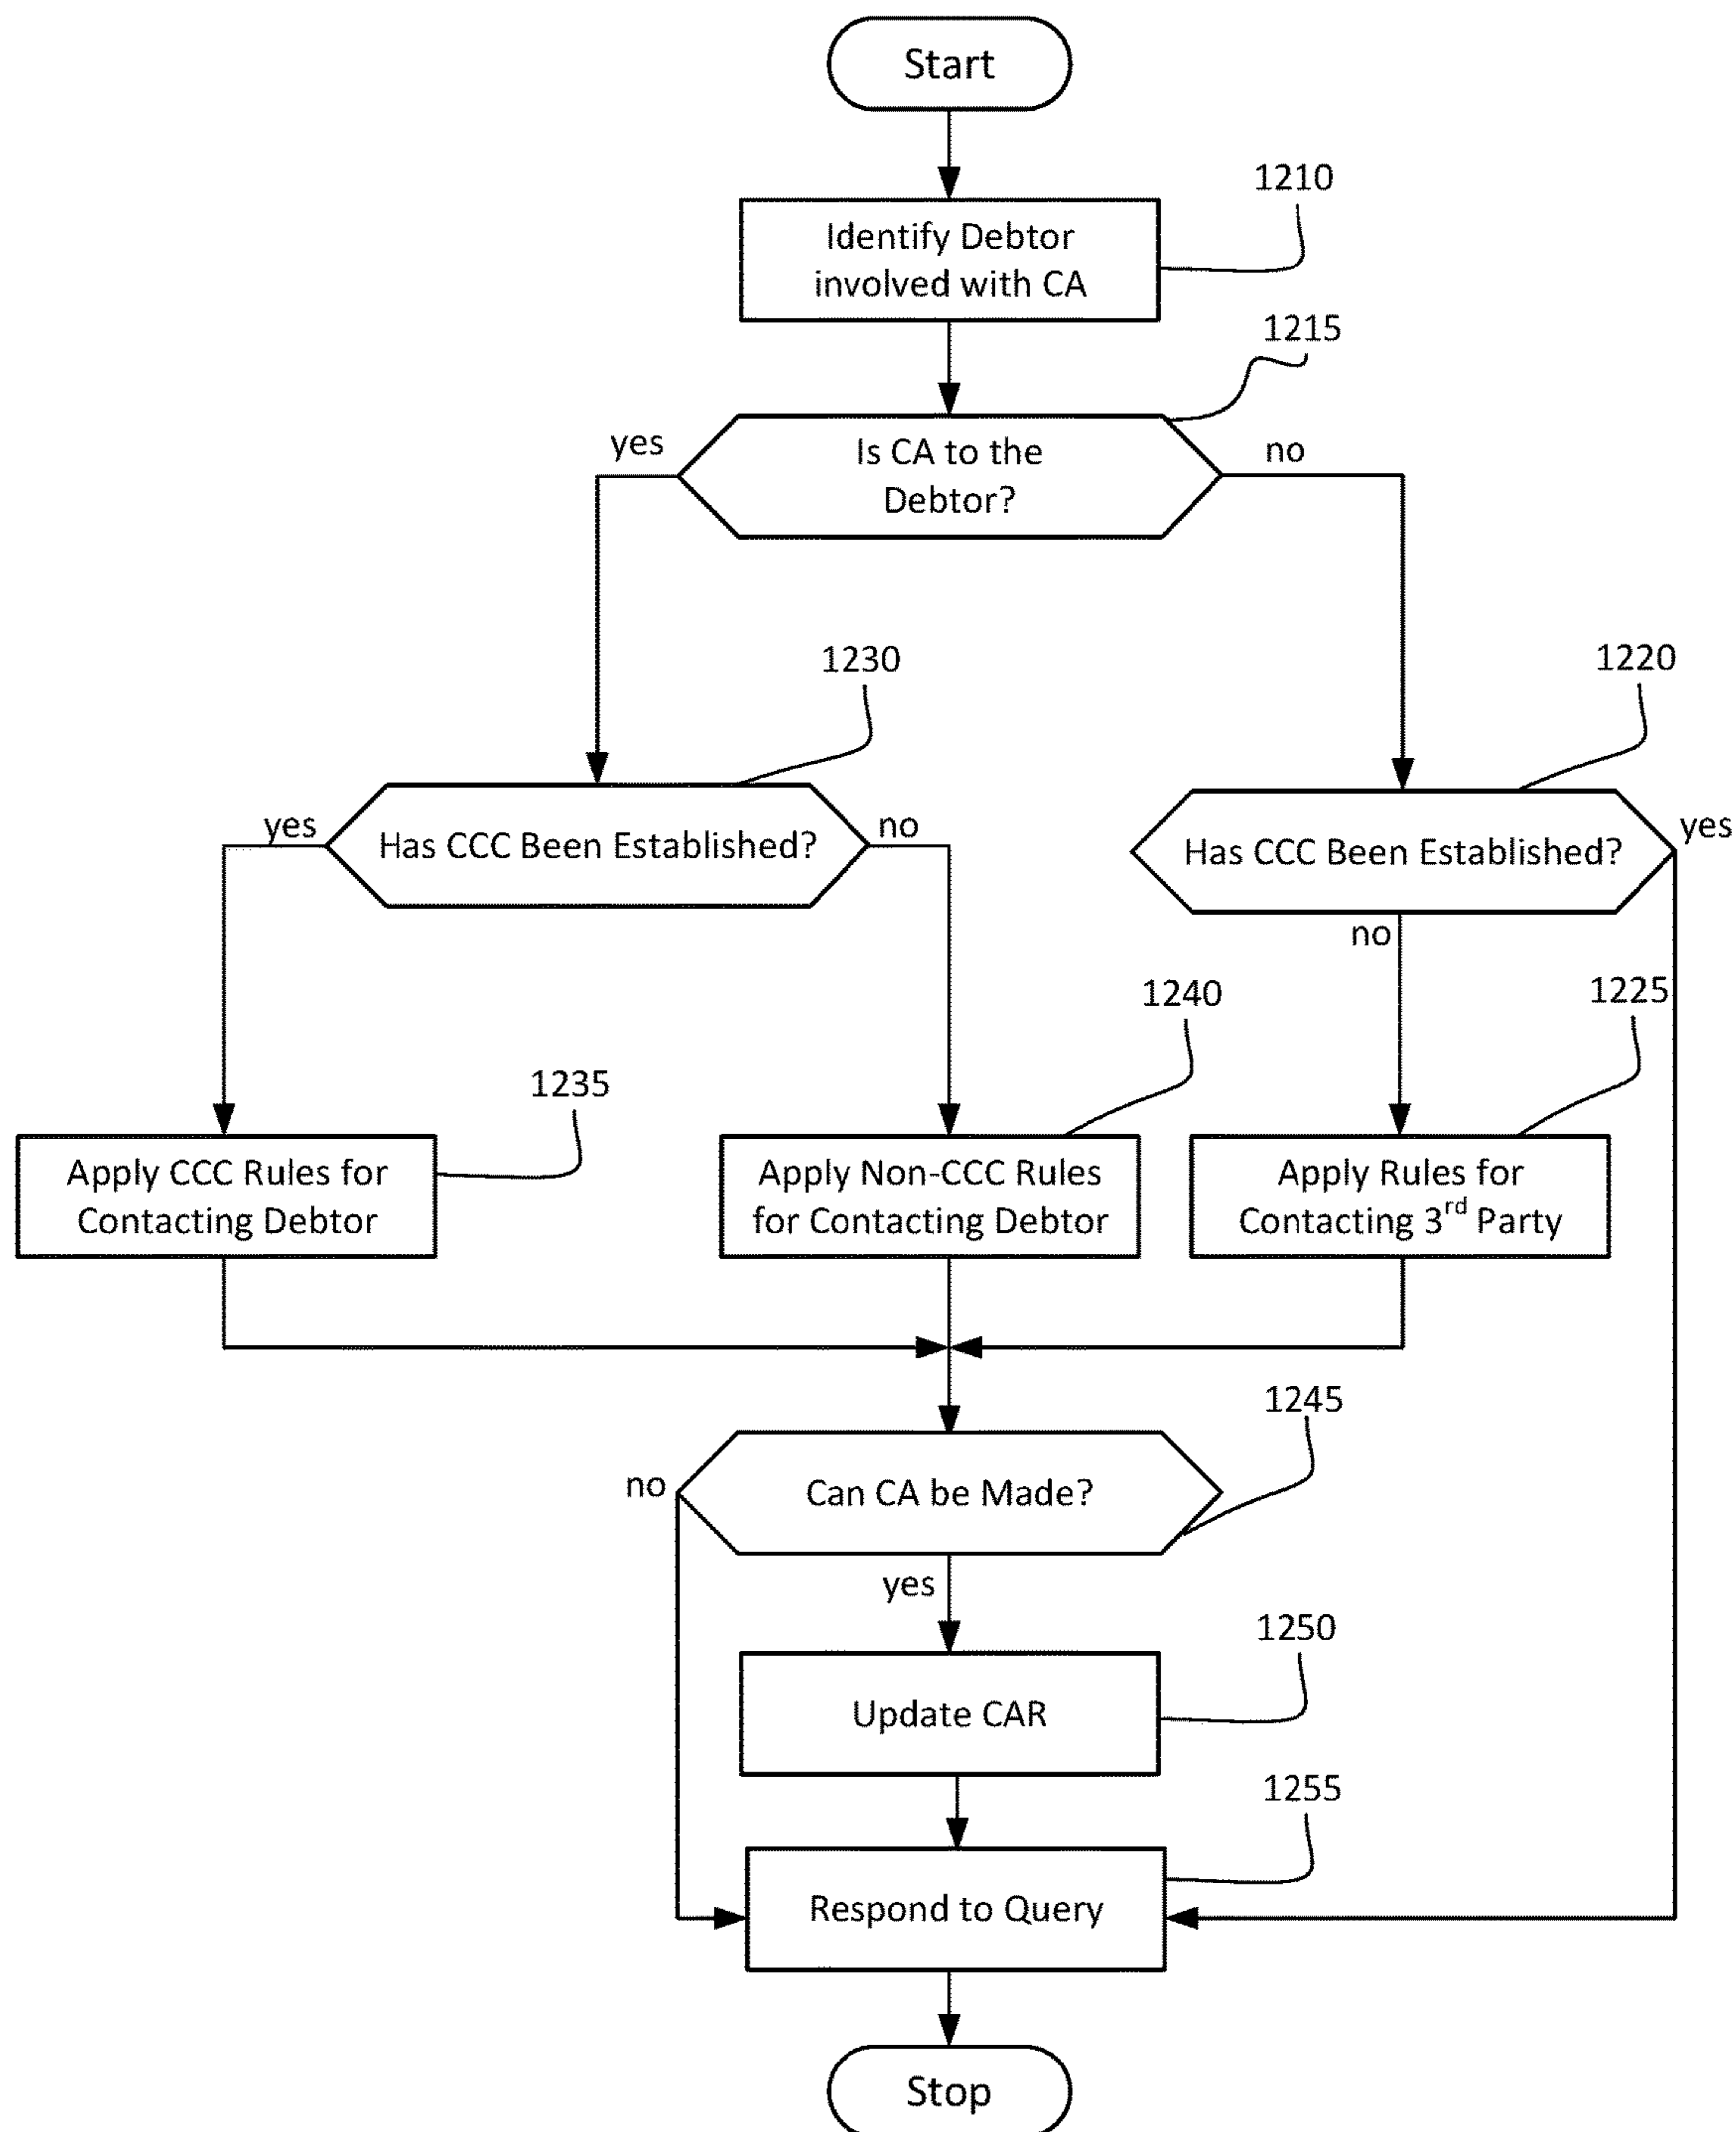 Start
1210
Identify Debtor
involved with CA
1215
yes
Is CA to the
Debtor?
no
1230
1220
yes
Has CCC Been Established?
no
Has CCC Been Established?
yes
no
1240
1225
1235
Apply CCC Rules for
Contacting Debtor
Apply Non-CCC Rules
for Contacting Debtor
Apply Rules for
Contacting 3rd Party
1245
no
Can CA be Made?
yes
1250
Update CAR
1255
Respond to Query
Stop